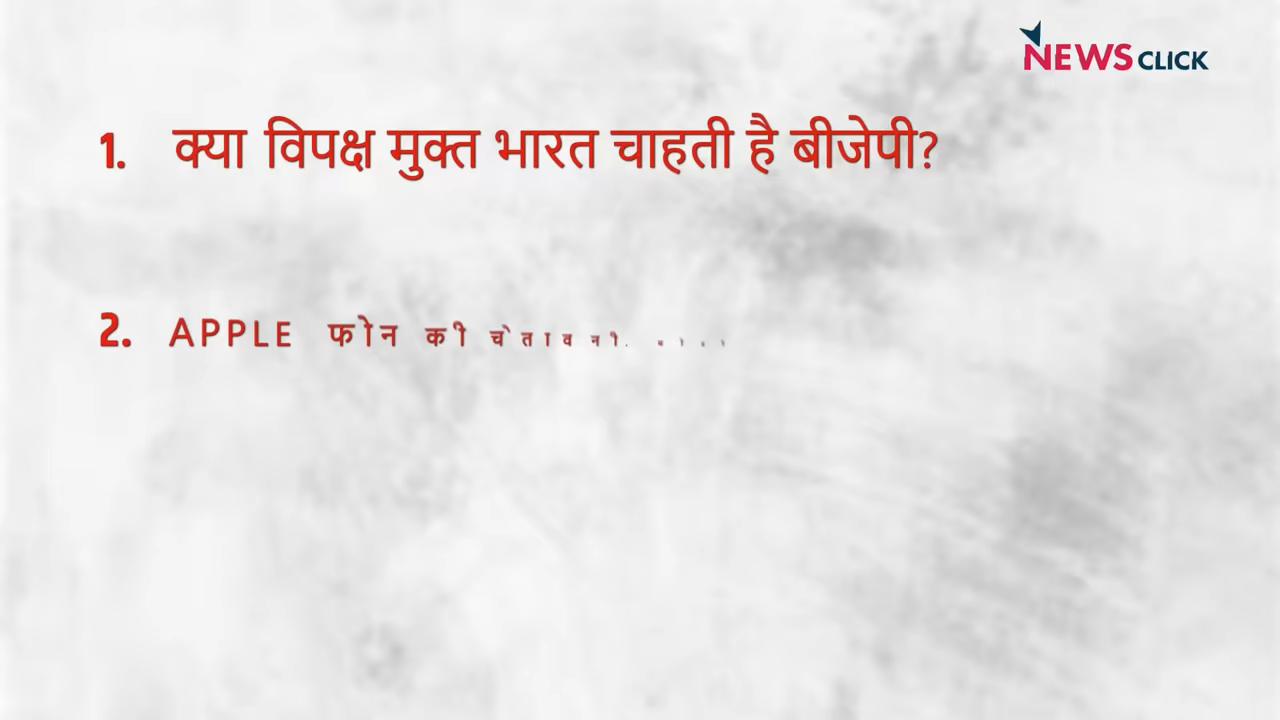 NEWS CLICK
1. क्या विपक्ष मुक्त भारत चाहती है बीजेपी?
2. APPLE फोन की चेतावनी